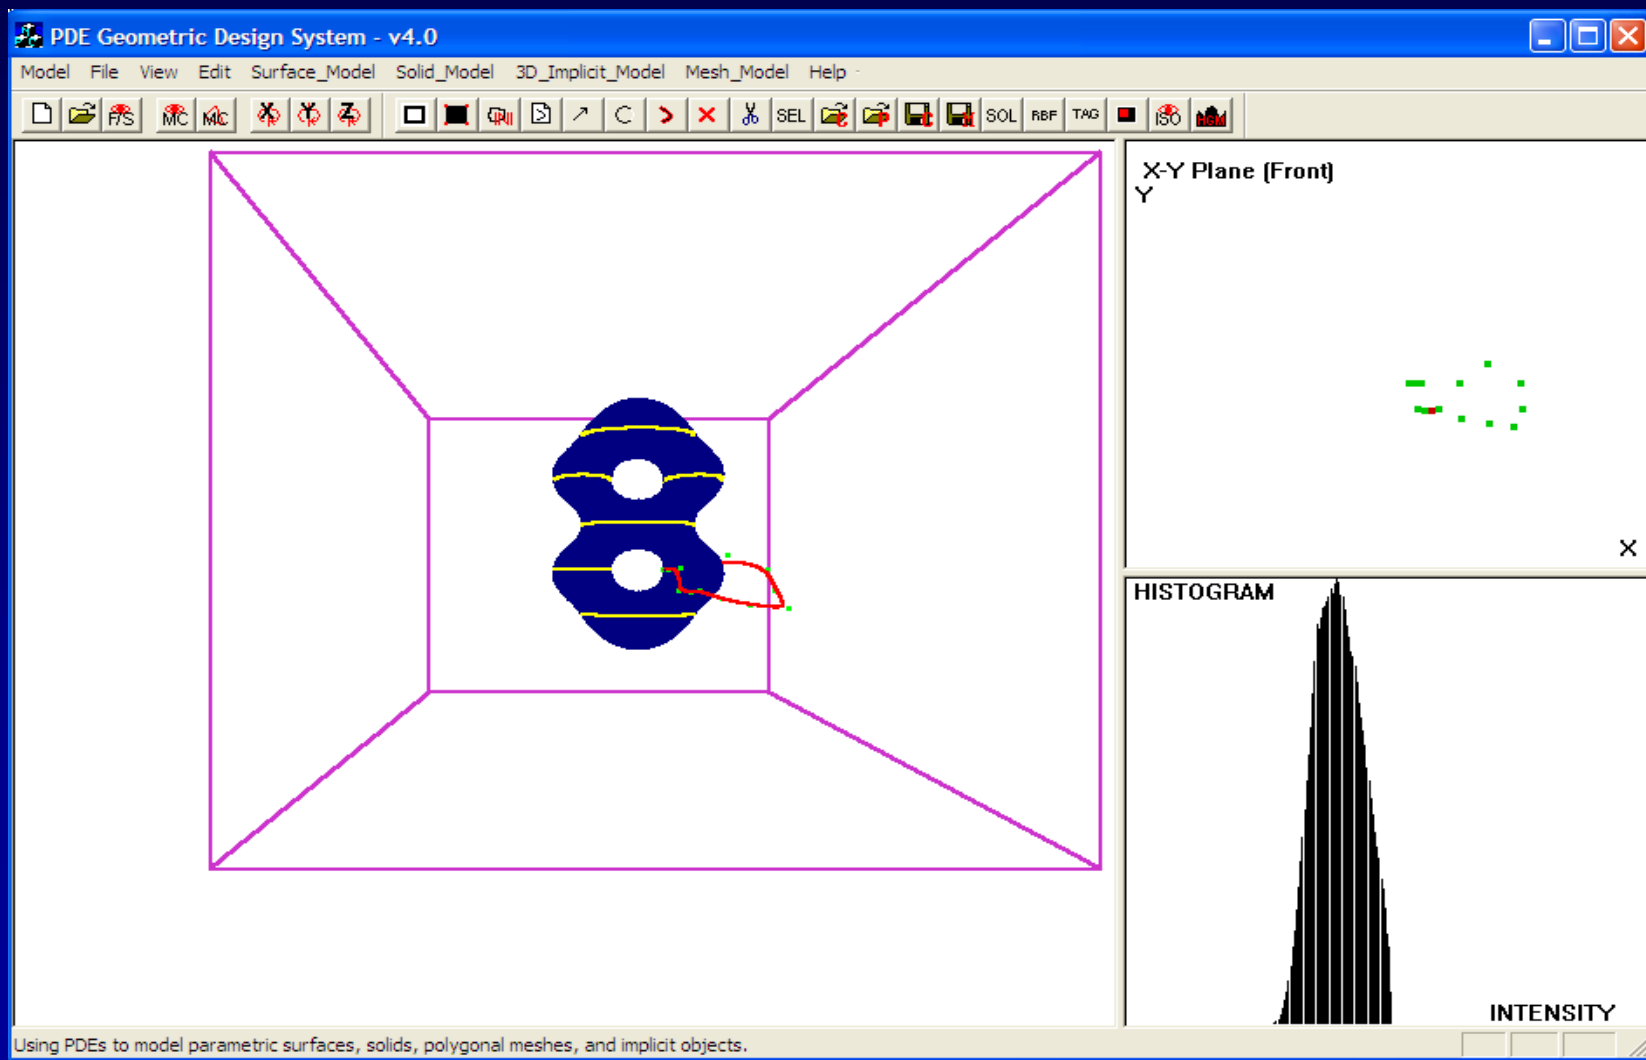 PDE Geometric Design System - v4.0
Model File View Edit Surface_Model Solid_Model 3D_Implicit_Model Mesh_Model Help
F/S MC MC X Y Z SEL SOL RBF TAG ISO HGM
X-Y Plane (Front)
Y
X
HISTOGRAM
INTENSITY
Using PDEs to model parametric surfaces, solids, polygonal meshes, and implicit objects.